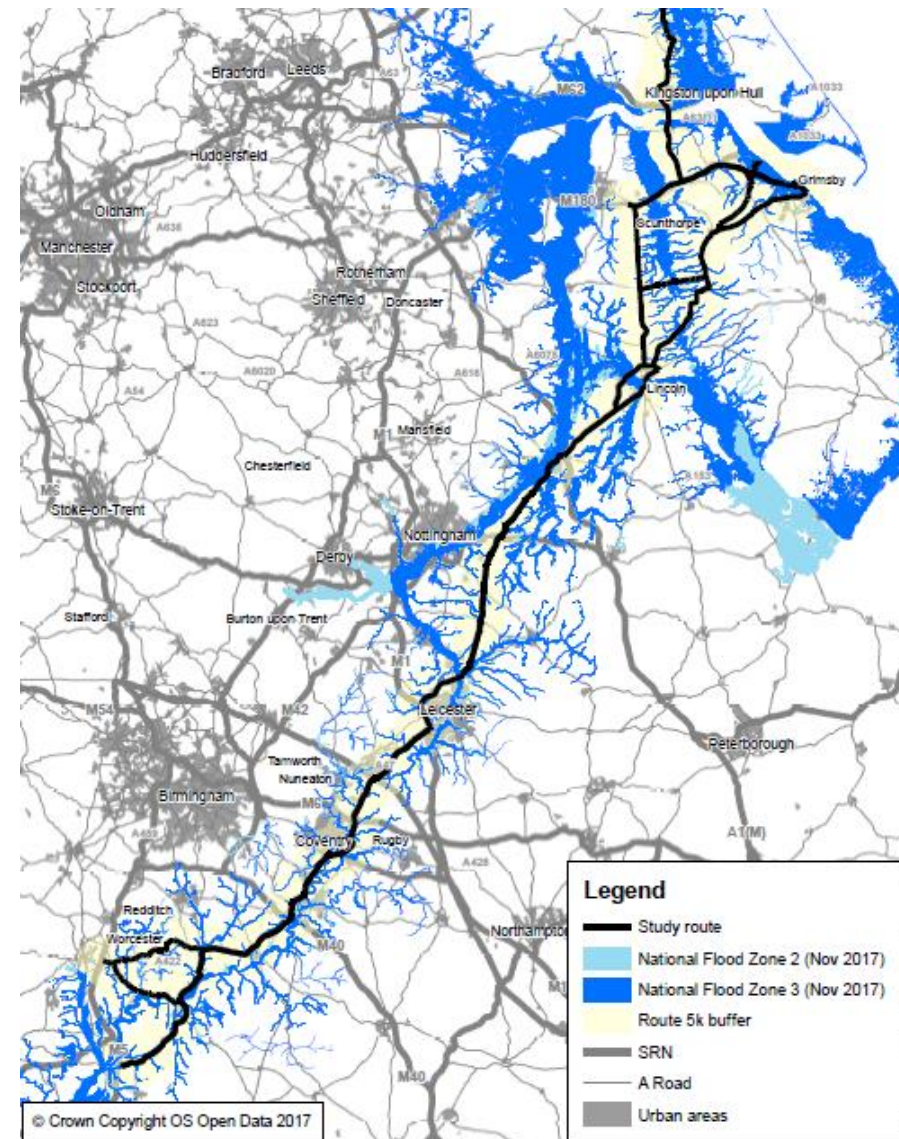 Bradford
Leeds
A63
M62
Kingston upon Hull
A1033
A63(T)
A1033
Huddersfield
Grimsby
M180
Oldham
A638
Scunthorpe
Manchester
Rotherham
Stockport
Sheffield
Doncaster
A623
A6020
A616
A54
Lincoln
Mansfield
M1
Chesterfield
M6
Stoke-on-Trent
Nottingham
Derby
Stafford
Burton upon Trent
M1
Leicester
M54
M42
Peterborough
Tamworth
A47
Nuneaton
Birmingham
M6
Coventry
Rugby
A1(M)
A428
Redditch
Northampton
Worcester
A422
M40
M5
M40
Legend
Study route
National Flood Zone 2 (Nov 2017)
National Flood Zone 3 (Nov 2017)
Route 5k buffer
SRN
A Road
Urban areas
© Crown Copyright OS Open Data 2017